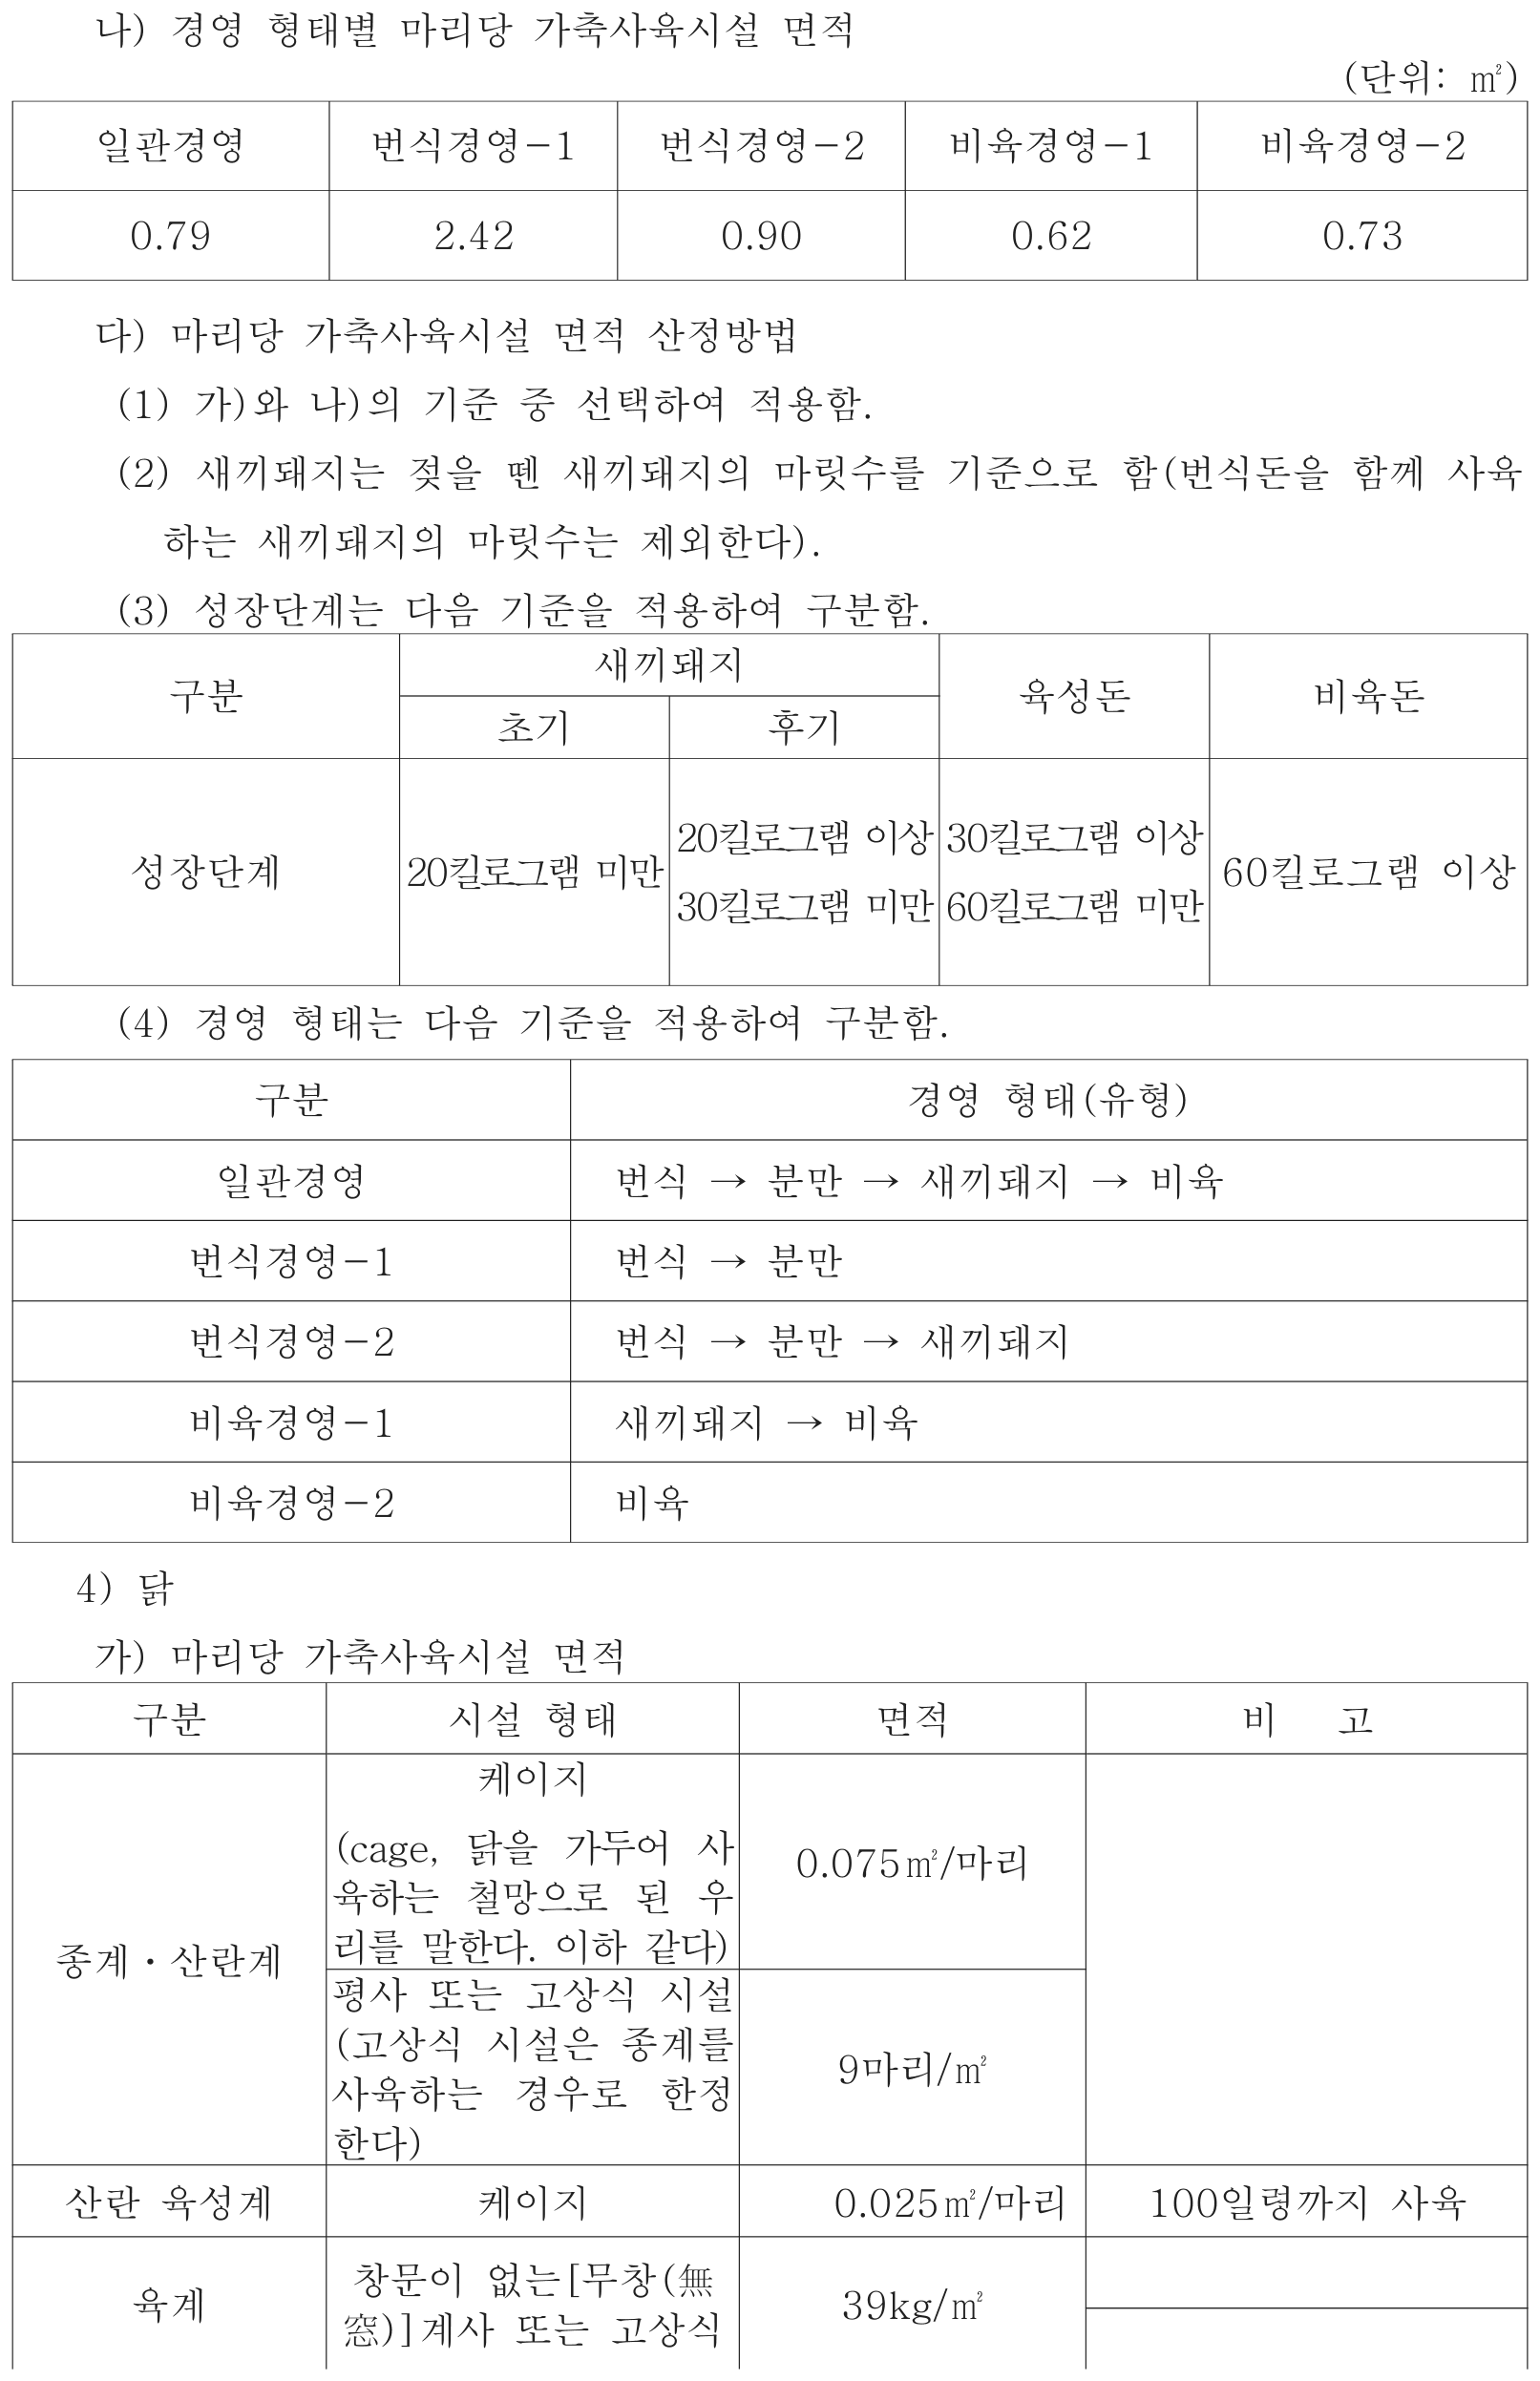 나) 경영 형태별 마리당 가축사육시설 면적
(단위: ㎡)
일관경영 번식경영-1 번식경영-2 비육경영-1 비육경영-2
0.79 2.42 0.90 0.62 0.73
다) 마리당 가축사육시설 면적 산정방법
(1) 가)와 나)의 기준 중 선택하여 적용함.
(2) 새끼돼지는 젖을 뗀 새끼돼지의 마릿수를 기준으로 함(번식돈을 함께 사육
하는 새끼돼지의 마릿수는 제외한다).
(3) 성장단계는 다음 기준을 적용하여 구분함.
구분 새끼돼지 육성돈 비육돈
초기 후기
성장단계 20킬로그램 미만 20킬로그램 이상 30킬로그램 이상 60킬로그램 이상
30킬로그램 미만 60킬로그램 미만
(4) 경영 형태는 다음 기준을 적용하여 구분함.
구분 경영 형태(유형)
일관경영 번식 → 분만 → 새끼돼지 → 비육
번식경영-1 번식 → 분만
번식경영-2 번식 → 분만 → 새끼돼지
비육경영-1 새끼돼지 → 비육
비육경영-2 비육
4) 닭
가) 마리당 가축사육시설 면적
구분 시설 형태 면적 비 고
종계·산란계
케이지
(cage, 닭을 가두어 사
육하는 철망으로 된 우
리를 말한다. 이하 같다)
0.075㎡/마리
평사 또는 고상식 시설
(고상식 시설은 종계를
사육하는 경우로 한정
한다)
9마리/㎡
산란 육성계 케이지 0.025㎡/마리 100일령까지 사육
육계
창문이 없는[무창(無
窓)]계사 또는 고상식
39kg/㎡